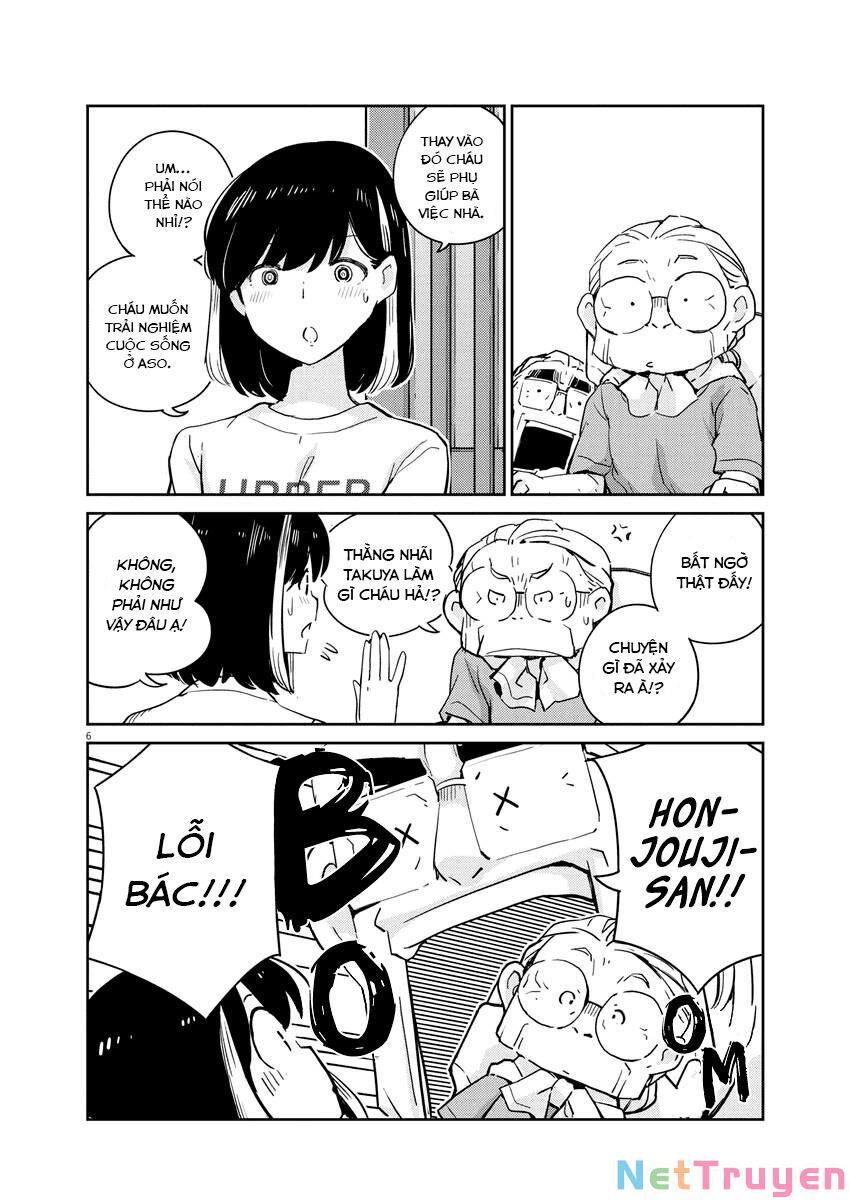 THAY VÀO
ĐÓ CHÁU
SẼ PHỤ
GIÚP BÀ
VIỆC NHÀ.
UM...
PHẢI NÓI
THẾ NÀO
NHỈ!?
CHÁU MUỐN
TRẢI NGHIỆM
CUỘC SỐNG
Ở ASO.
UPPER
BẤT NGỜ
THẬT ĐẤY!
CHUYỆN
GÌ ĐÃ XẢY
RA À!?
THẰNG NHÃI
TAKUYA LÀM
GÌ CHÁU HẢ!?
KHÔNG,
KHÔNG
PHẢI NHƯ
VẬY ĐÂU Ạ!
6
HON-
JOUJI-
SAN!!
BOOM
LỖI
BÁC!!!
NetTruyen